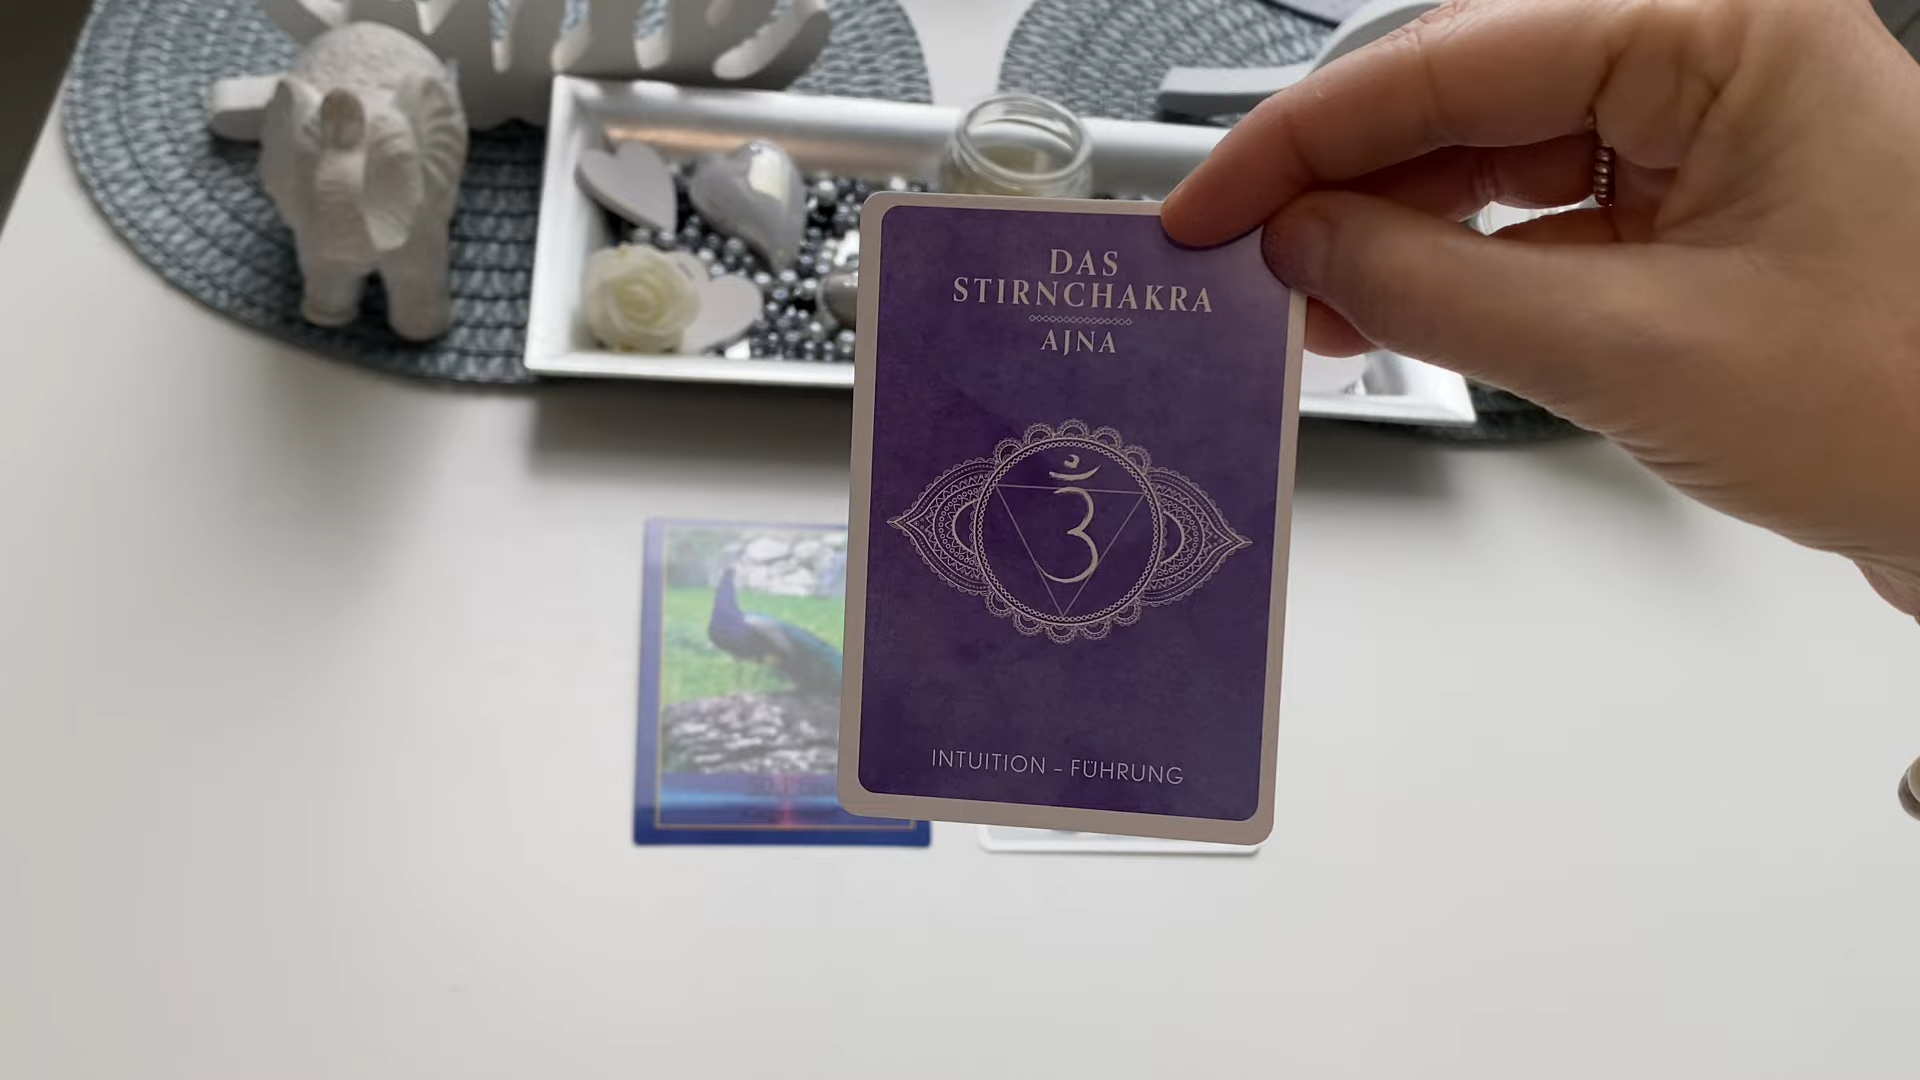 DAS
STIRNCHAKRA
AJNA
INTUITION – FÜHRUNG